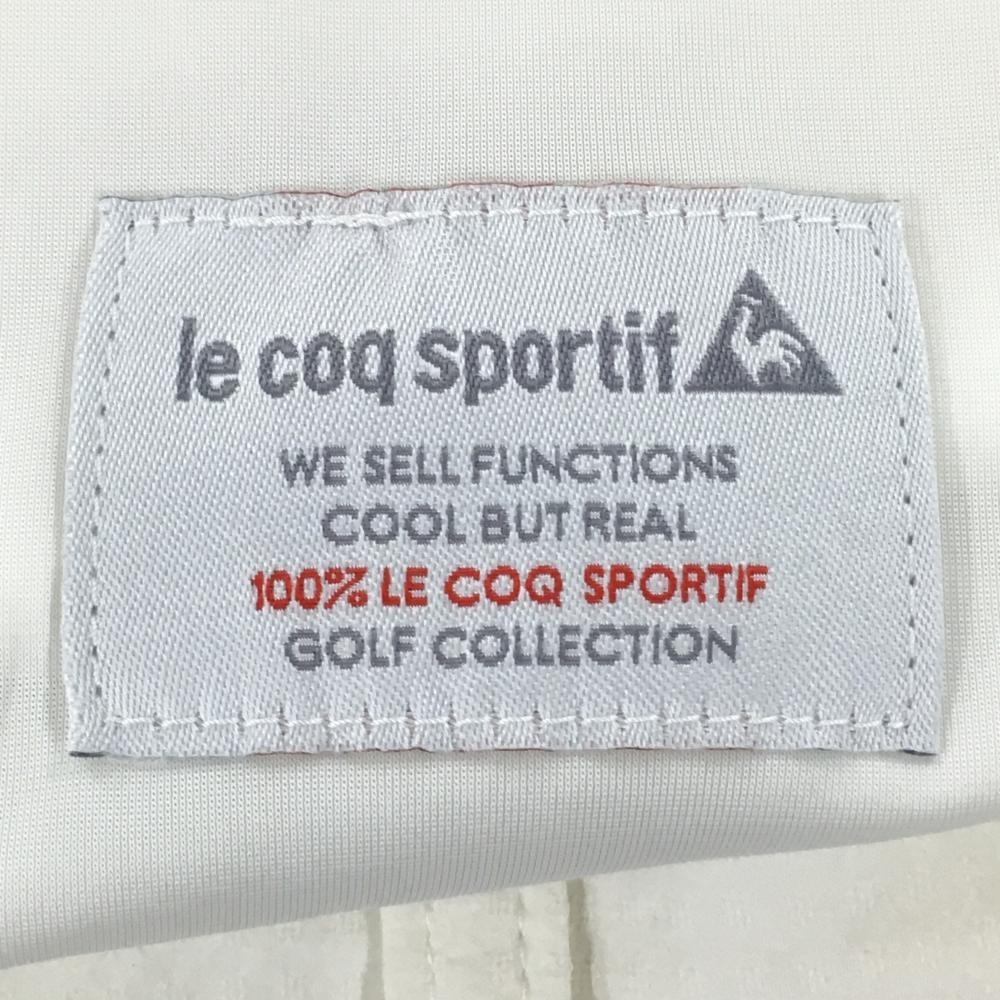 le coq sportif
WE SELL FUNCTIONS
COOL BUT REAL
100% LE COQ SPORTIF
GOLF COLLECTION